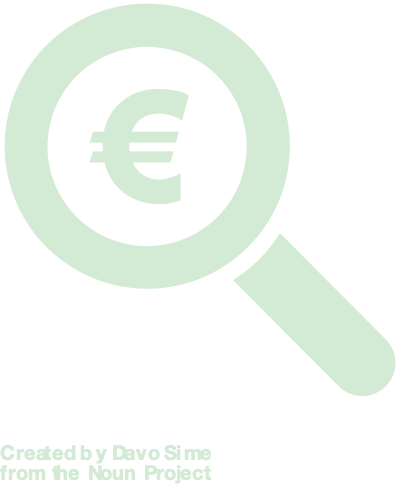 €
Created by Davo Sime
from the Noun Project